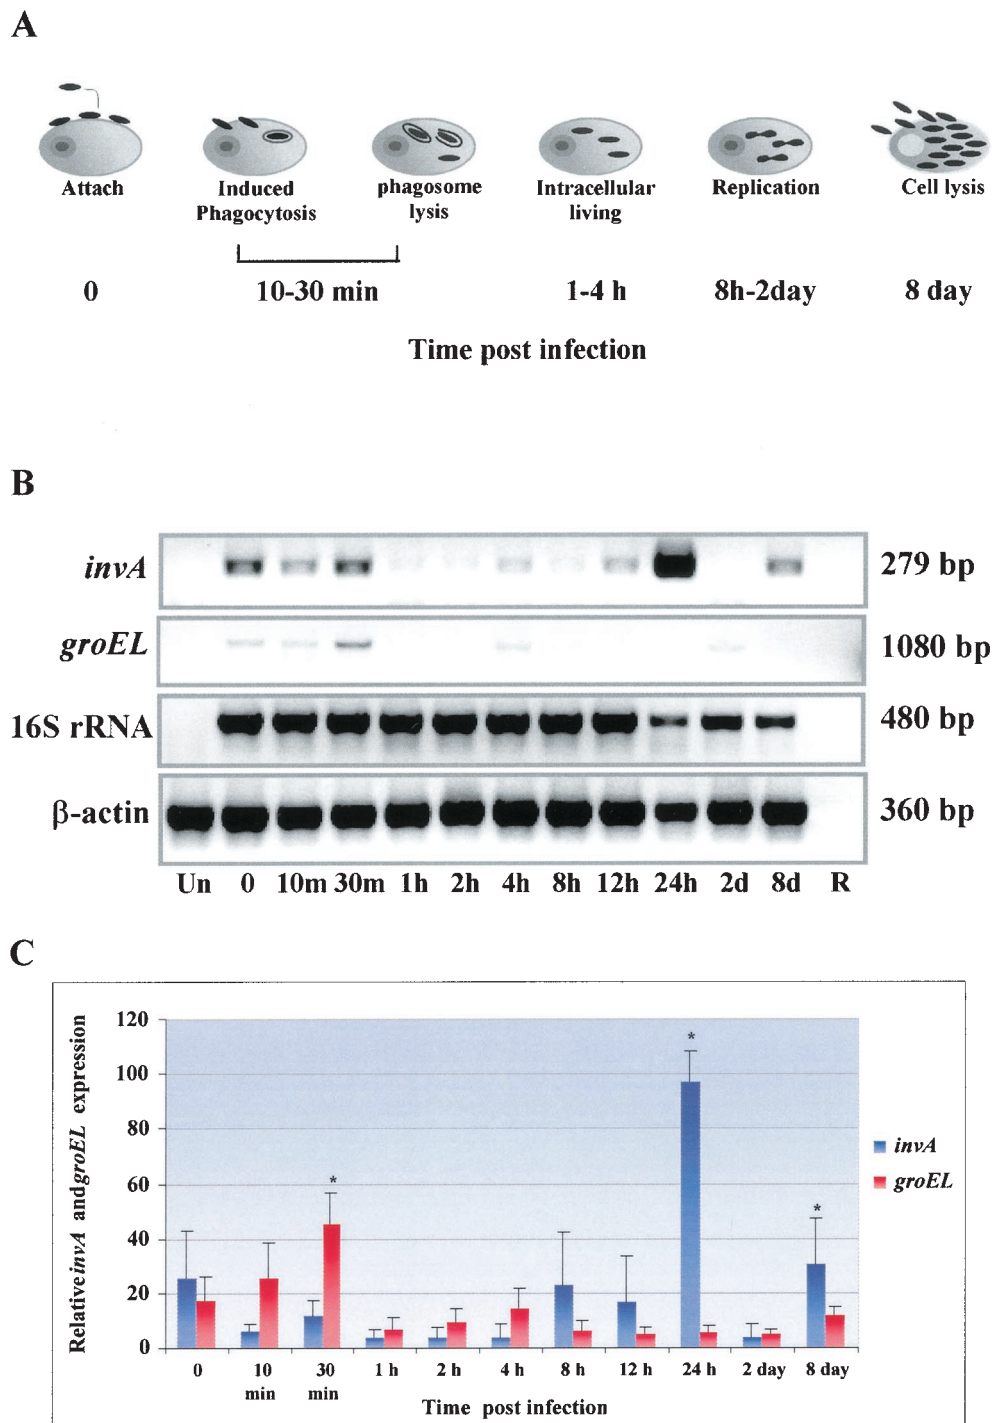 A
Attach
Induced
Phagocytosis
phagosome
lysis
Intracellular
living
Replication
Cell lysis
0
10-30 min
1-4 h
8h-2day
8 day
Time post infection
B
invA
279 bp
groEL
1080 bp
16S rRNA
480 bp
β-actin
360 bp
Un 0 10m 30m 1h 2h 4h 8h 12h 24h 2d 8d R
C
Relative invA and groEL expression
120
100
80
60
40
20
0
*
*
*
invA
groEL
0
10
min
30
min
1 h
2 h
4 h
8 h
12 h
24 h
2 day
8 day
Time post infection